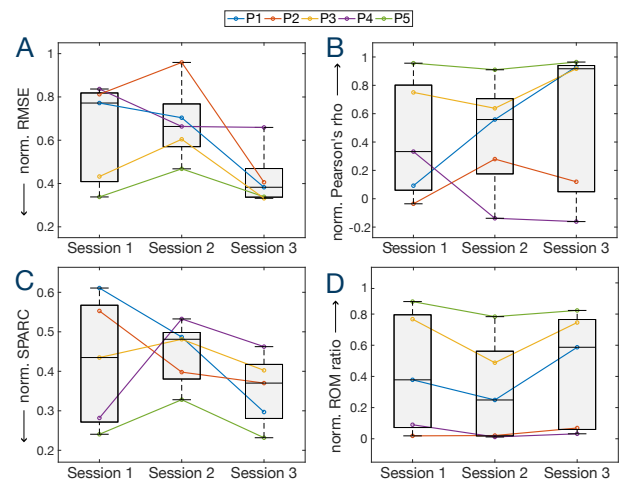 P1 P2 P3 P4 P5
A
norm. RMSE
1
0.8
0.6
0.4
0.2
Session 1 Session 2 Session 3
B
norm. Pearson's rho
1
0.8
0.6
0.4
0.2
0
-0.2
Session 1 Session 2 Session 3
C
norm. SPARC
0.6
0.5
0.4
0.3
0.2
Session 1 Session 2 Session 3
D
norm. ROM ratio
1
0.8
0.6
0.4
0.2
0
Session 1 Session 2 Session 3